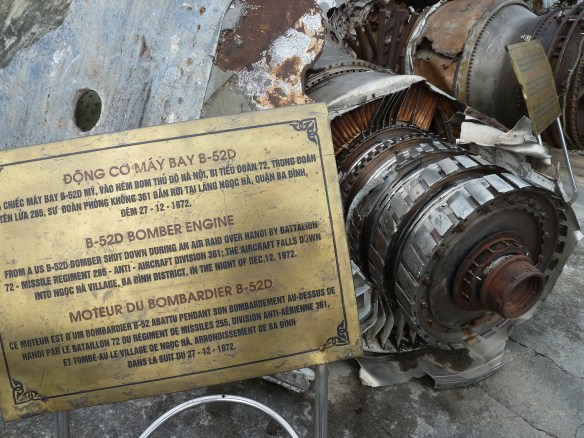 ĐỘNG CƠ MÁY BAY B-52D
CHIẾC MÁY BAY B-52D MỸ, VÀO NÉM BOM THỦ ĐÔ HÀ NỘI, BỊ TIỂU ĐOÀN 72, TRUNG ĐOÀN
TÊN LỬA 285, SƯ ĐOÀN PHÒNG KHÔNG 361 BẮN RƠI TẠI LÀNG NGỌC HÀ, QUẬN BA ĐÌNH,
ĐÊM 27 - 12 - 1972.
B-52D BOMBER ENGINE
FROM A US B-52D BOMBER SHOT DOWN DURING AN AIR RAID OVER HANOI BY BATTALION
72 - MISSILE REGIMENT 285 - ANTI - AIRCRAFT DIVISION 361; THE AIRCRAFT FALLS DOWN
INTO NGỌC HÀ VILLAGE, BA ĐÌNH DISTRICT, IN THE NIGHT OF DEC.12. 1972.
MOTEUR DU BOMBARDIER B-52D
CE MOTEUR EST D'UM BOMBARDIER B-52 ABATTU PENDANT SON BOMBARDEMENT AU-DESUS DE
HANOI PAR LE BATAILLON 72 DU REGIMENT DE MISSILES 285, DIVISION ANTI-AÉRIENNE 361,
ET TOMBÉ AU LE VILLAGE DE NGỌC HÀ, ARRONDISSEMENT DE BA ĐÌNH
DANS LA SUIT DU 27 - 12 - 1972.